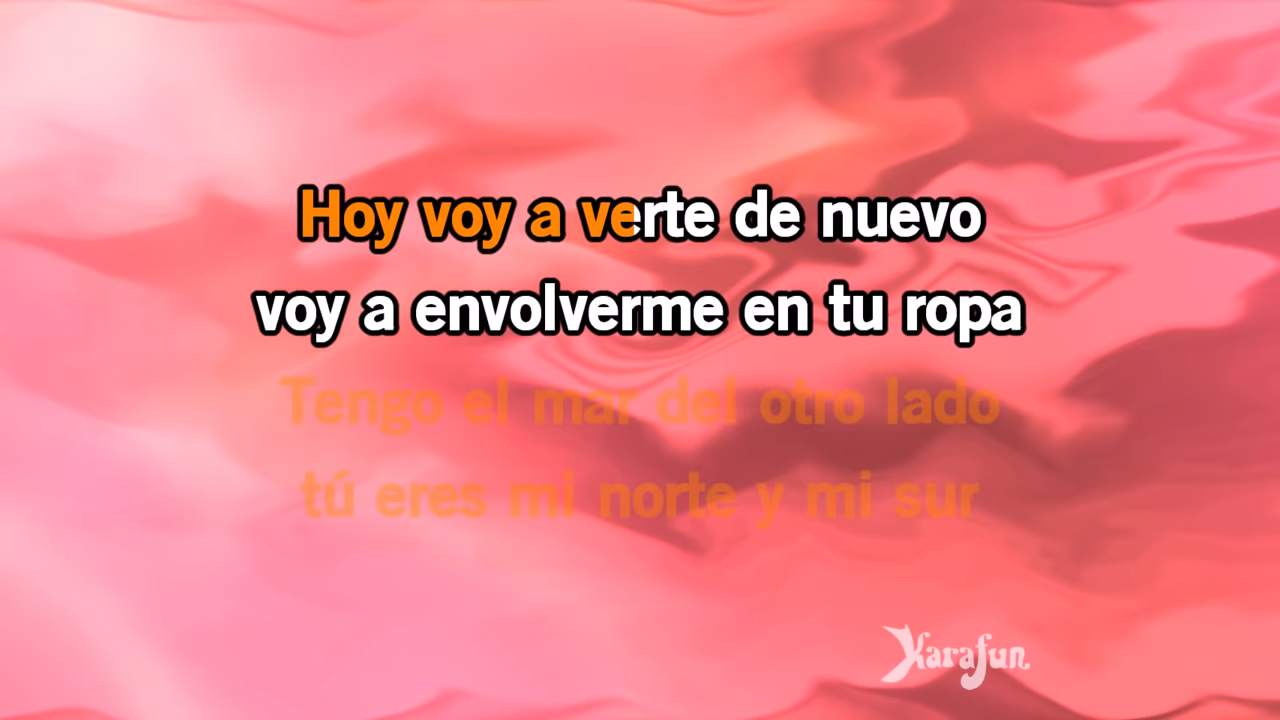 Hoy voy a verte de nuevo
voy a envolverme en tu ropa
Tengo el mar del otro lado
tú eres mi norte y mi sur
Karafun